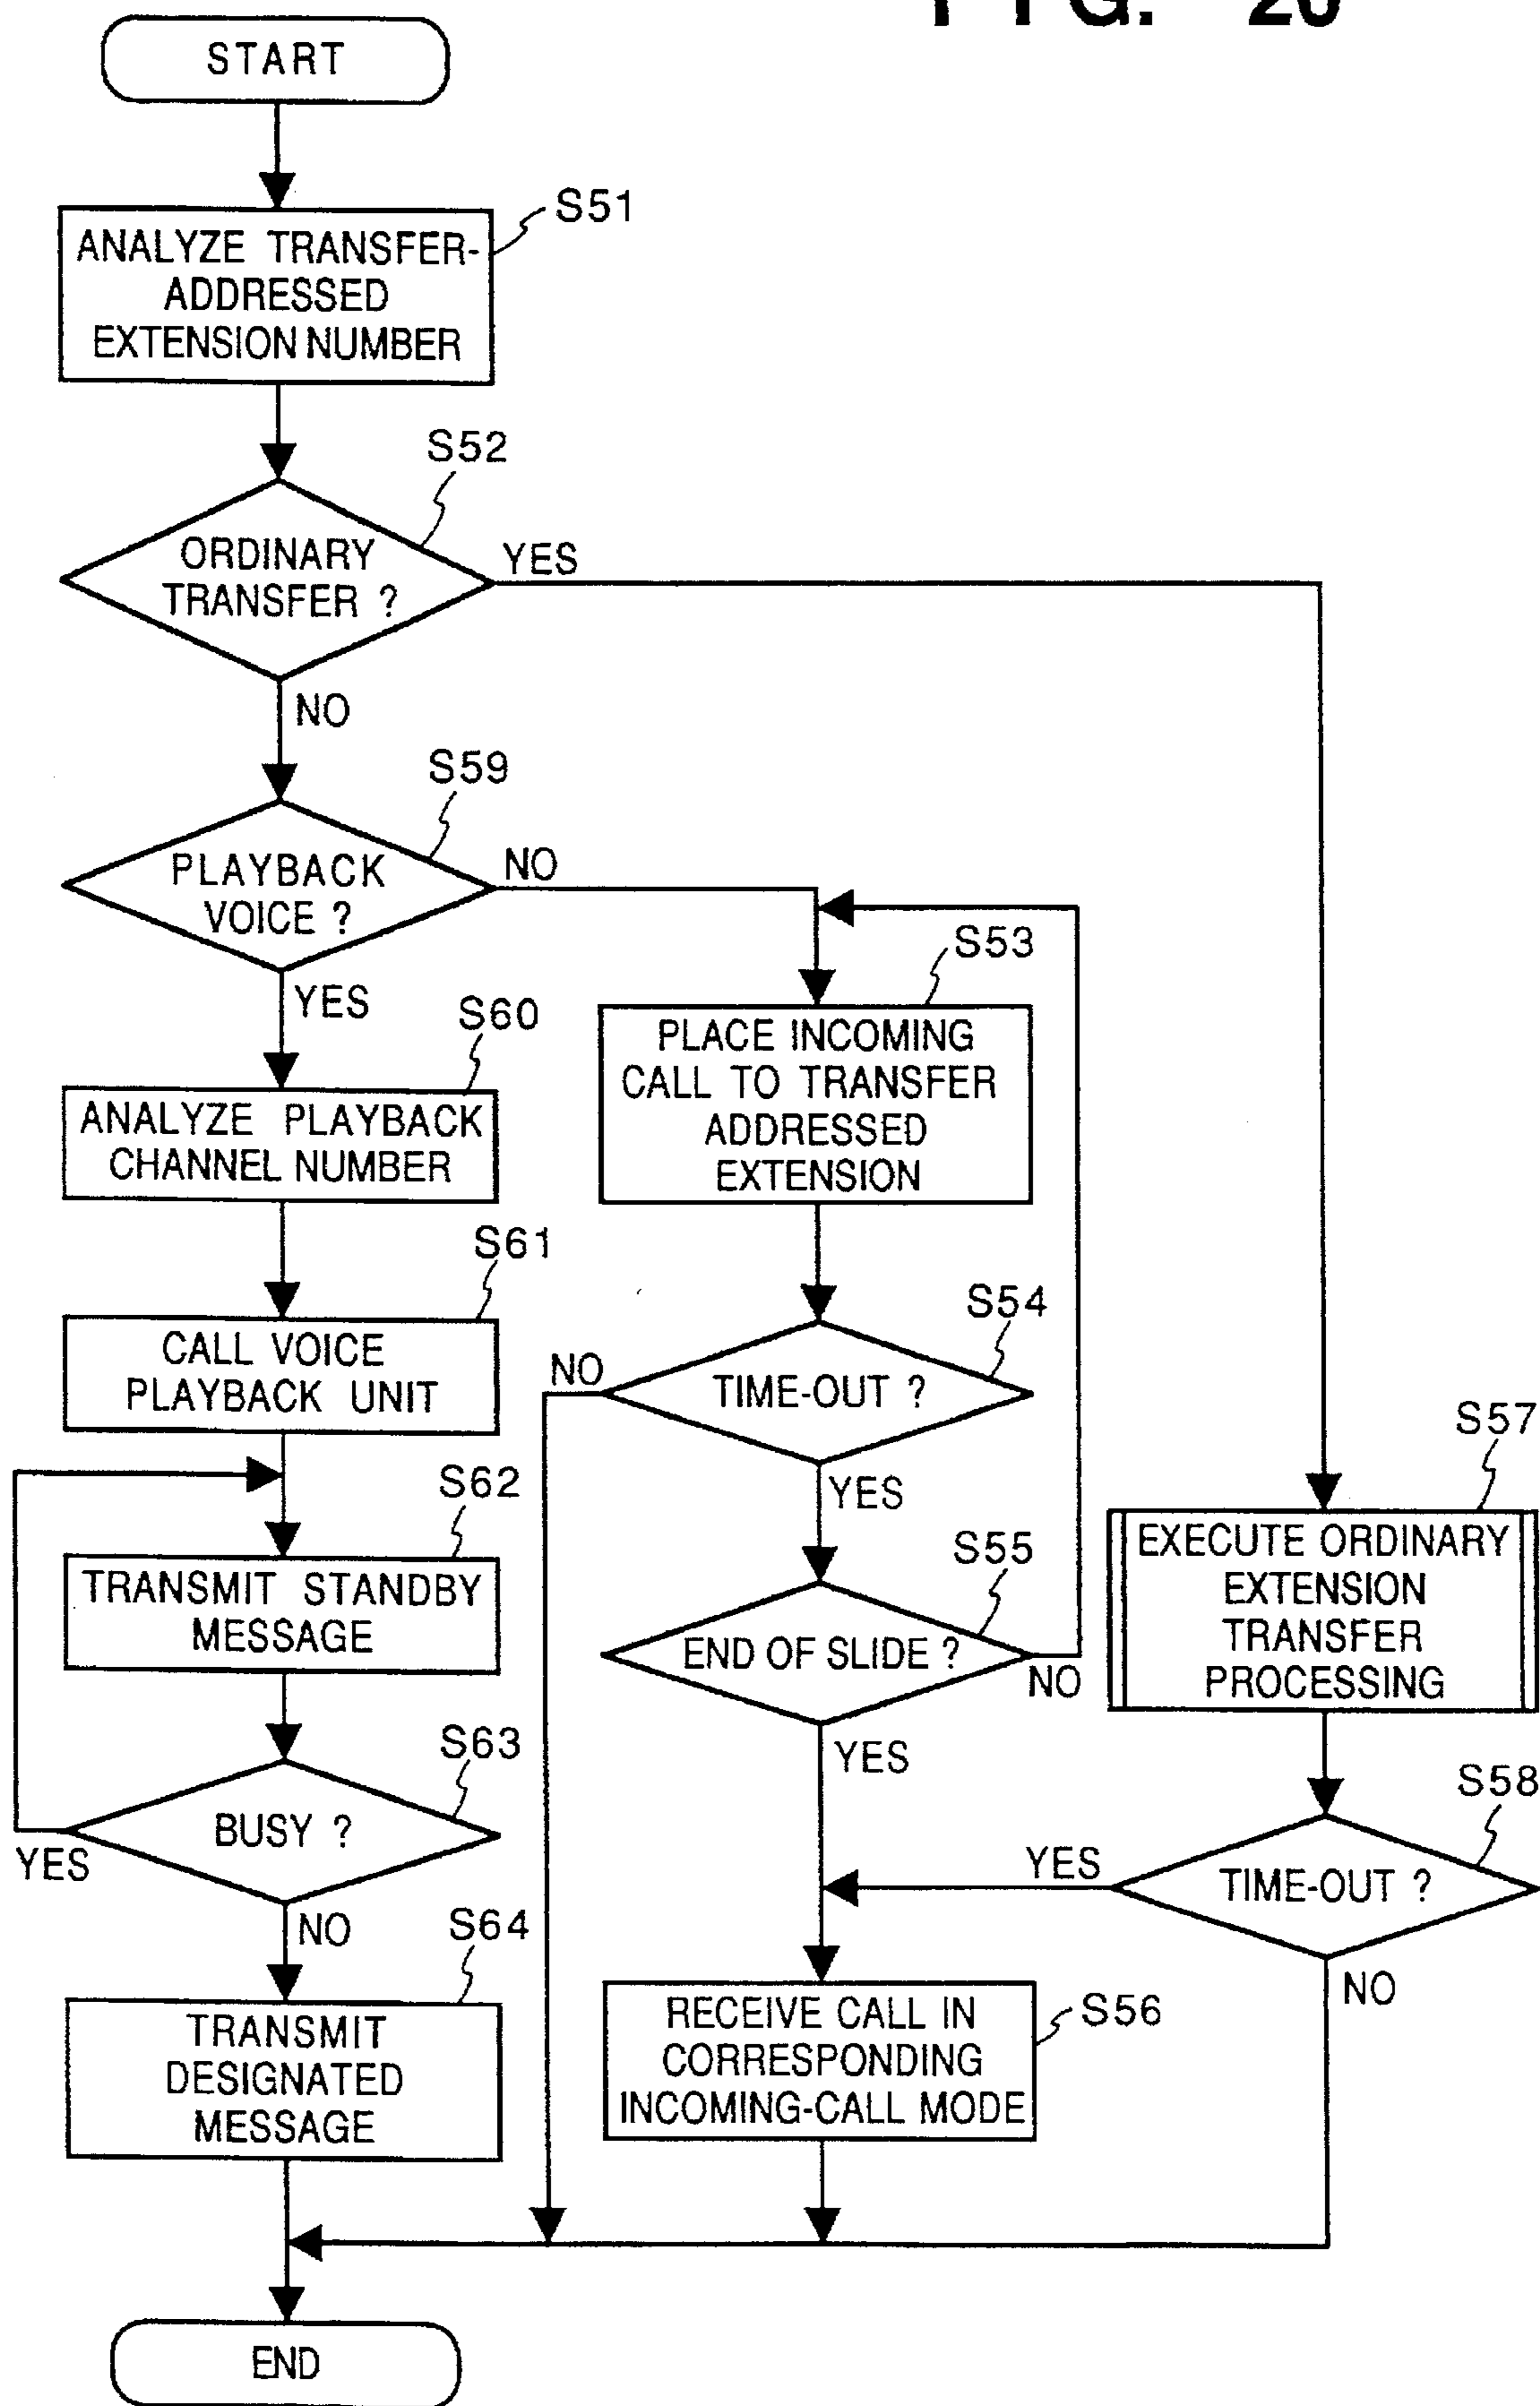 START
S51
ANALYZE TRANSFER-
ADDRESSED
EXTENSION NUMBER
S52
ORDINARY
TRANSFER ?
YES
NO
S59
PLAYBACK
VOICE ?
NO
YES
S60
ANALYZE PLAYBACK
CHANNEL NUMBER
S61
CALL VOICE
PLAYBACK UNIT
S62
TRANSMIT STANDBY
MESSAGE
S63
BUSY ?
YES
NO
S64
TRANSMIT
DESIGNATED
MESSAGE
S53
PLACE INCOMING
CALL TO TRANSFER
ADDRESSED
EXTENSION
S54
NO
TIME-OUT ?
YES
S55
END OF SLIDE ?
NO
YES
S57
EXECUTE ORDINARY
EXTENSION
TRANSFER
PROCESSING
S58
YES
TIME-OUT ?
NO
S56
RECEIVE CALL IN
CORRESPONDING
INCOMING-CALL MODE
END